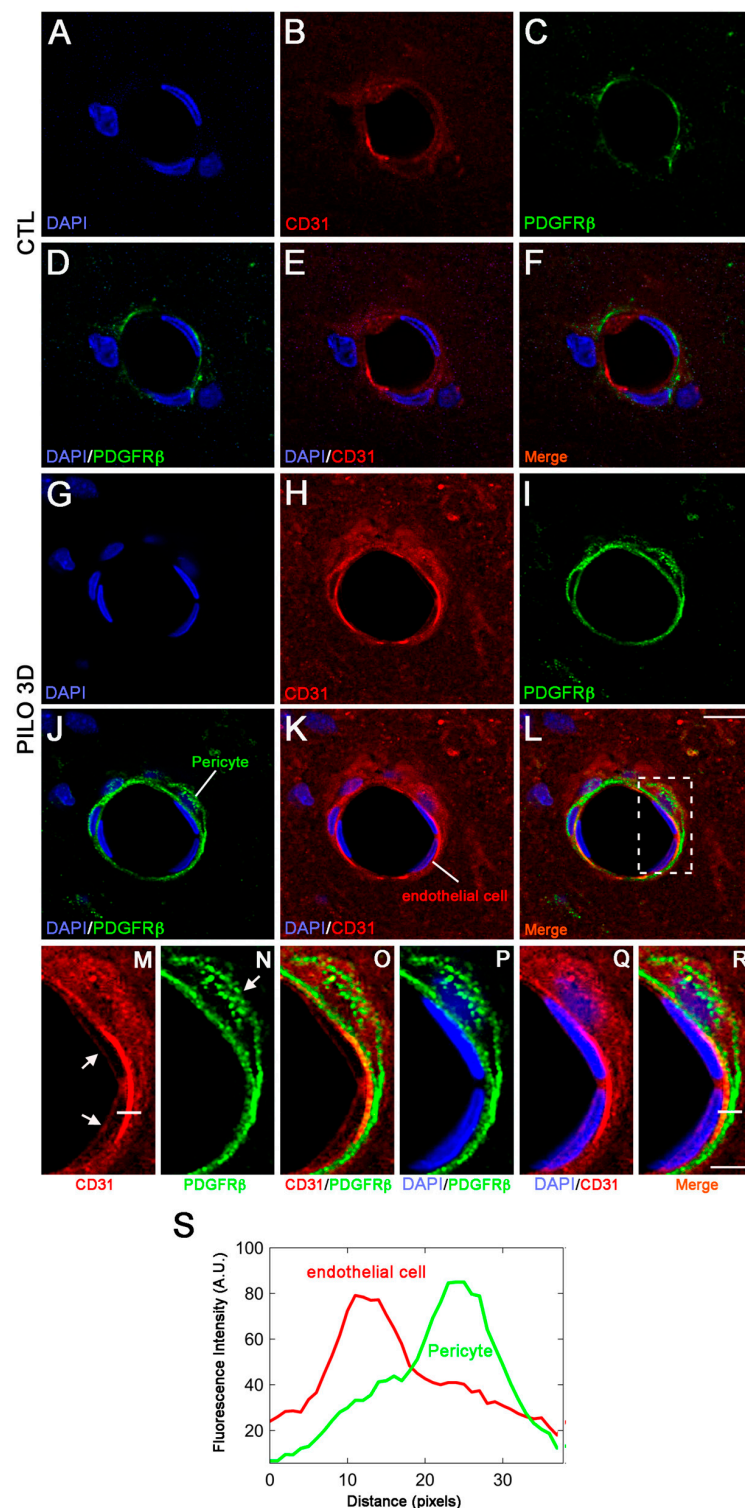 A
B
C
CTL
DAPI
CD31
PDGFRβ
D
E
F
DAPI/PDGFRβ
DAPI/CD31
Merge
G
H
I
PILO 3D
DAPI
CD31
PDGFRβ
J
K
L
Pericyte
endothelial cell
DAPI/PDGFRβ
DAPI/CD31
Merge
M
N
O
P
Q
R
CD31
PDGFRβ
CD31/PDGFRβ
DAPI/PDGFRβ
DAPI/CD31
Merge
S
Fluorescence Intensity (A.U.)
100
80
60
40
20
endothelial cell
Pericyte
0
10
20
30
Distance (pixels)